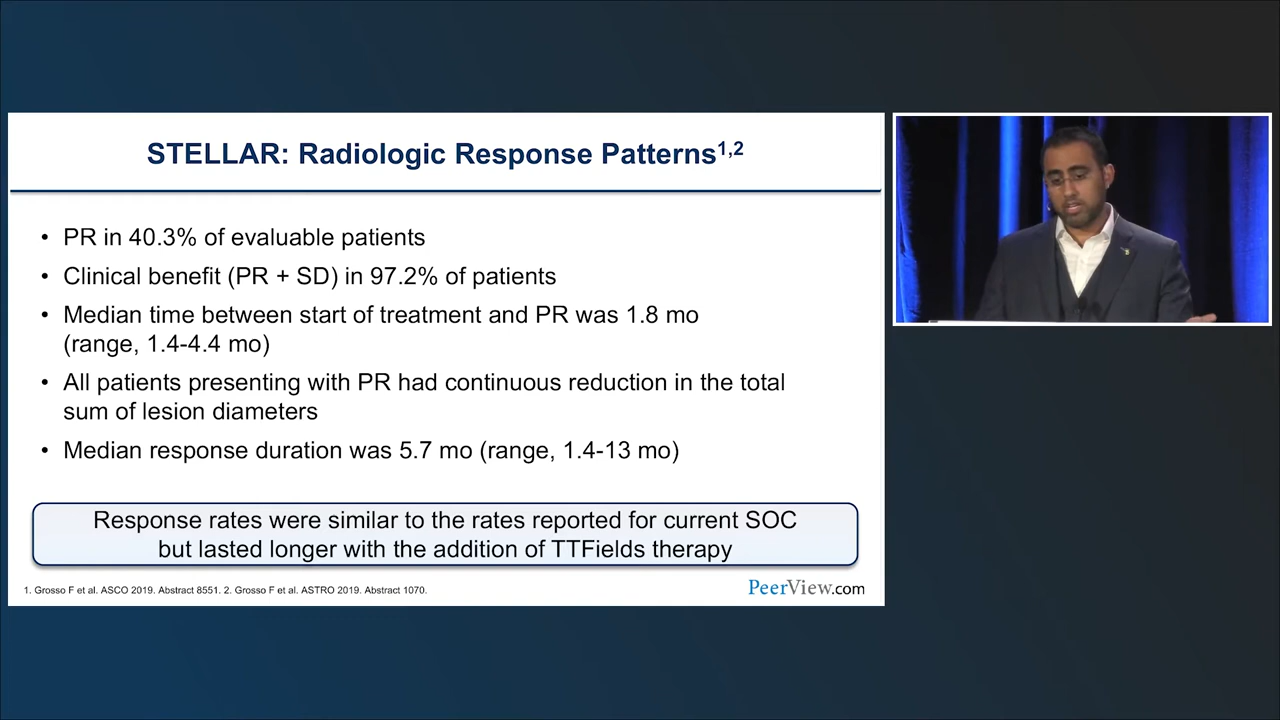 STELLAR: Radiologic Response Patterns1,2
• PR in 40.3% of evaluable patients
• Clinical benefit (PR + SD) in 97.2% of patients
• Median time between start of treatment and PR was 1.8 mo
(range, 1.4-4.4 mo)
• All patients presenting with PR had continuous reduction in the total
sum of lesion diameters
• Median response duration was 5.7 mo (range, 1.4-13 mo)
Response rates were similar to the rates reported for current SOC
but lasted longer with the addition of TTFields therapy
1. Grosso F et al. ASCO 2019. Abstract 8551. 2. Grosso F et al. ASTRO 2019. Abstract 1070.
PeerView.com